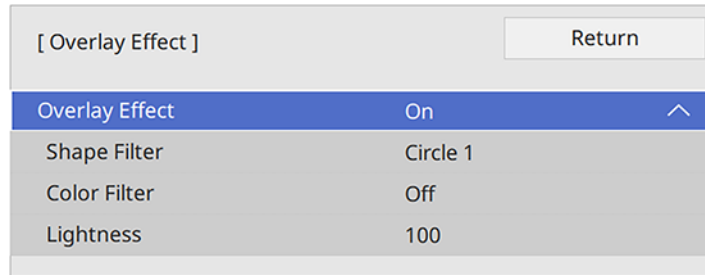 [ Overlay Effect ] Return
Overlay Effect On
Shape Filter Circle 1
Color Filter Off
Lightness 100